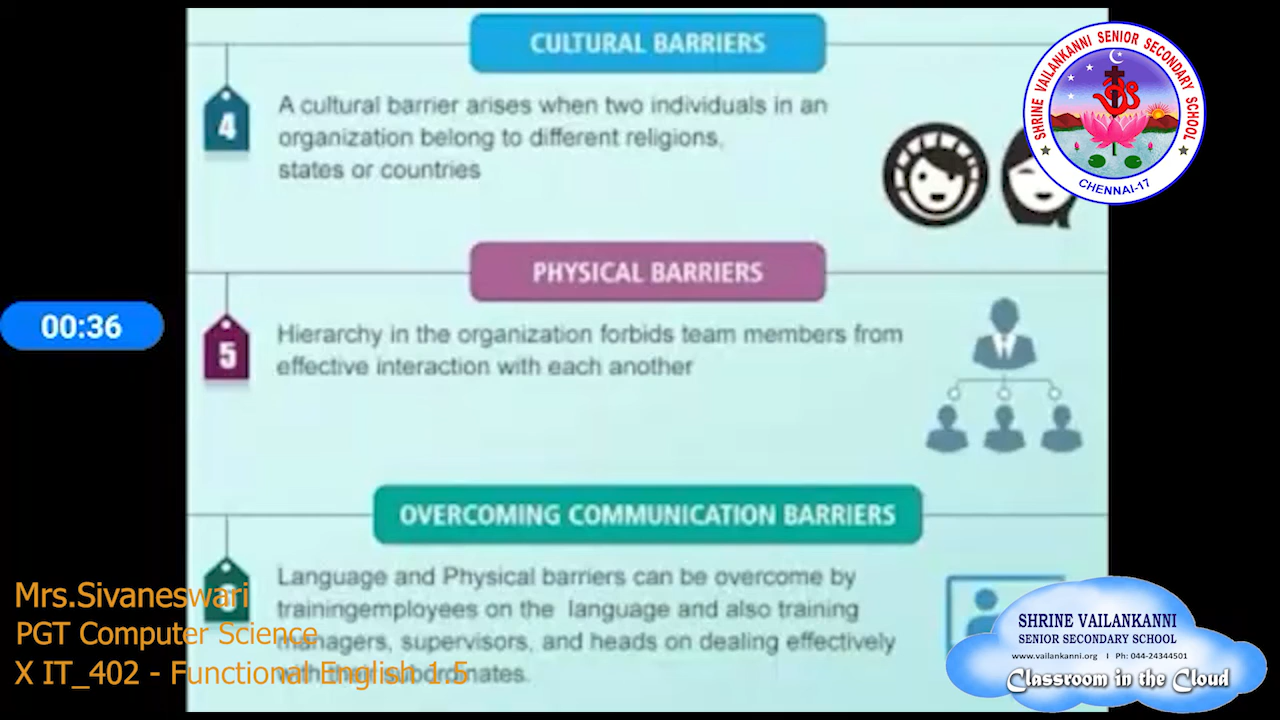 CULTURAL BARRIERS
4
A cultural barrier arises when two individuals in an
organization belong to different religions,
states or countries
SHRINE VAILANKANNI SENIOR SECONDARY SCHOOL
CHENNAI-17
PHYSICAL BARRIERS
00:36
5
Hierarchy in the organization forbids team members from
effective interaction with each another
OVERCOMING COMMUNICATION BARRIERS
Language and Physical barriers can be overcome by
trainingemployees on the language and also training
managers, supervisors, and heads on dealing effectively
with their subordinates.
Mrs.Sivaneswari
PGT Computer Science
X IT_402 - Functional English 1.5
SHRINE VAILANKANNI
SENIOR SECONDARY SCHOOL
www.vailankanni.org I Ph: 044-24344501
Classroom in the Cloud